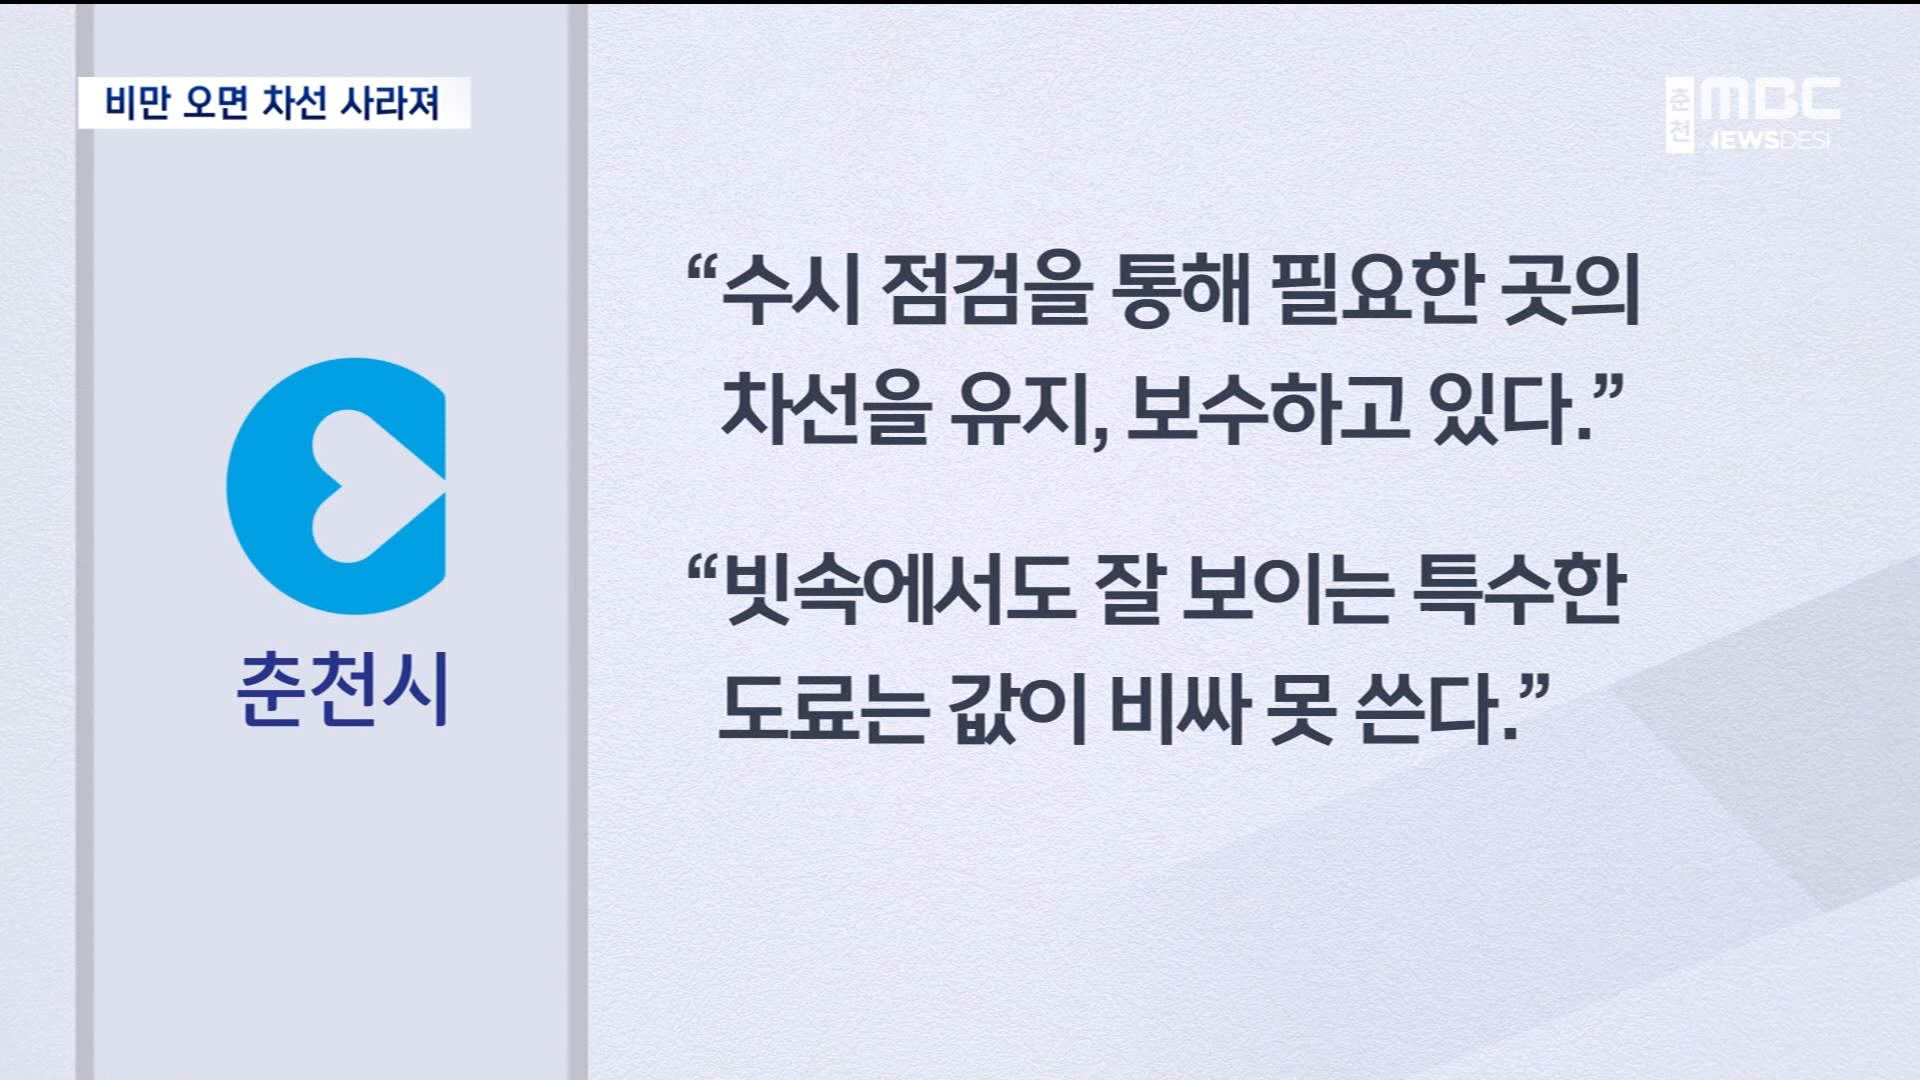 비만 오면 차선 사라져
춘천 MBC
NEWSDES
“수시 점검을 통해 필요한 곳의
차선을 유지, 보수하고 있다.”
“빗속에서도 잘 보이는 특수한
도료는 값이 비싸 못 쓴다.”
춘천시